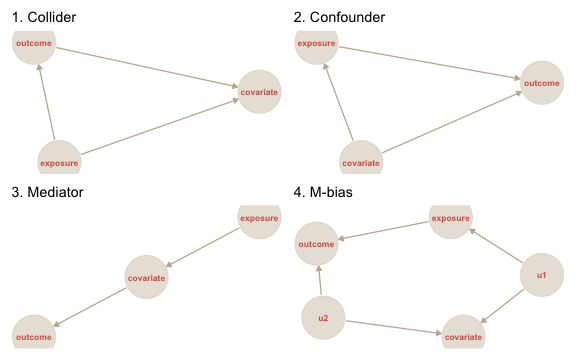 1. Collider
outcome
covariate
exposure
2. Confounder
exposure
outcome
covariate
3. Mediator
exposure
covariate
outcome
4. M-bias
exposure
outcome
u1
u2
covariate